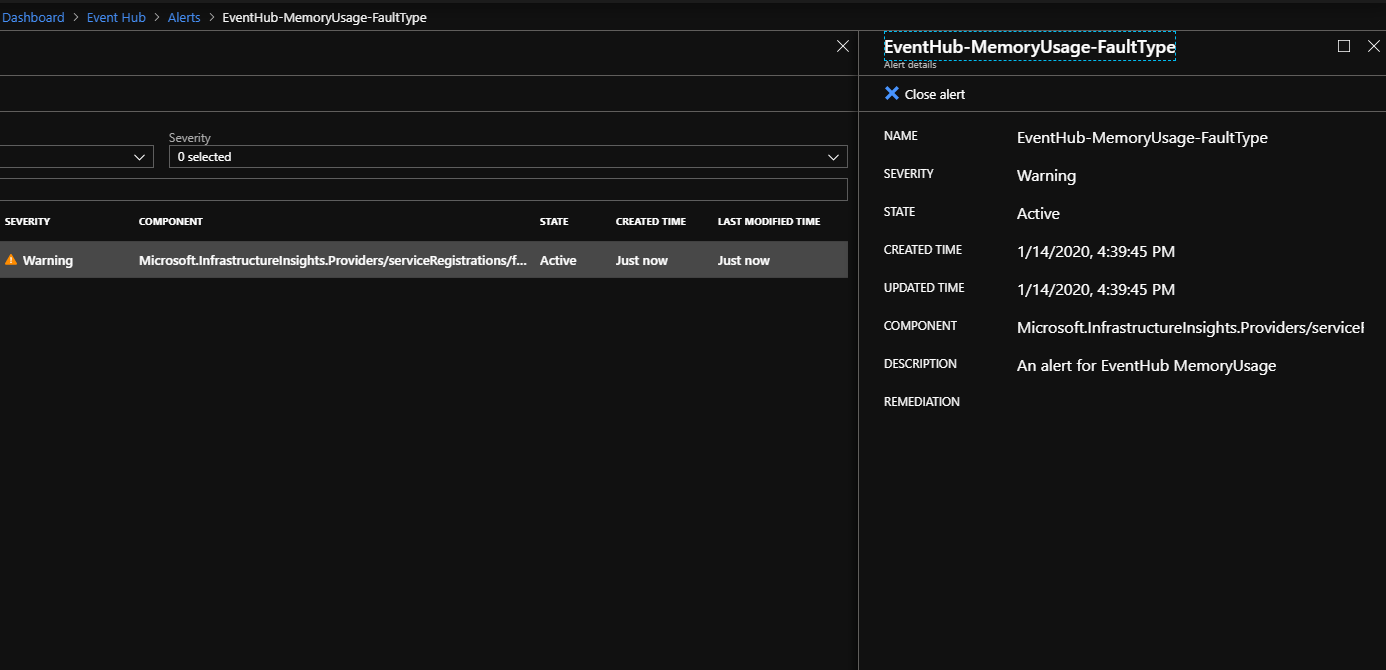 Dashboard > Event Hub > Alerts > EventHub-MemoryUsage-FaultType
EventHub-MemoryUsage-FaultType
Alert details
Close alert
Severity
0 selected
SEVERITY COMPONENT STATE CREATED TIME LAST MODIFIED TIME
Warning Microsoft.InfrastructureInsights.Providers/serviceRegistrations/f... Active Just now Just now
NAME EventHub-MemoryUsage-FaultType
SEVERITY Warning
STATE Active
CREATED TIME 1/14/2020, 4:39:45 PM
UPDATED TIME 1/14/2020, 4:39:45 PM
COMPONENT Microsoft.InfrastructureInsights.Providers/service
DESCRIPTION An alert for EventHub MemoryUsage
REMEDIATION